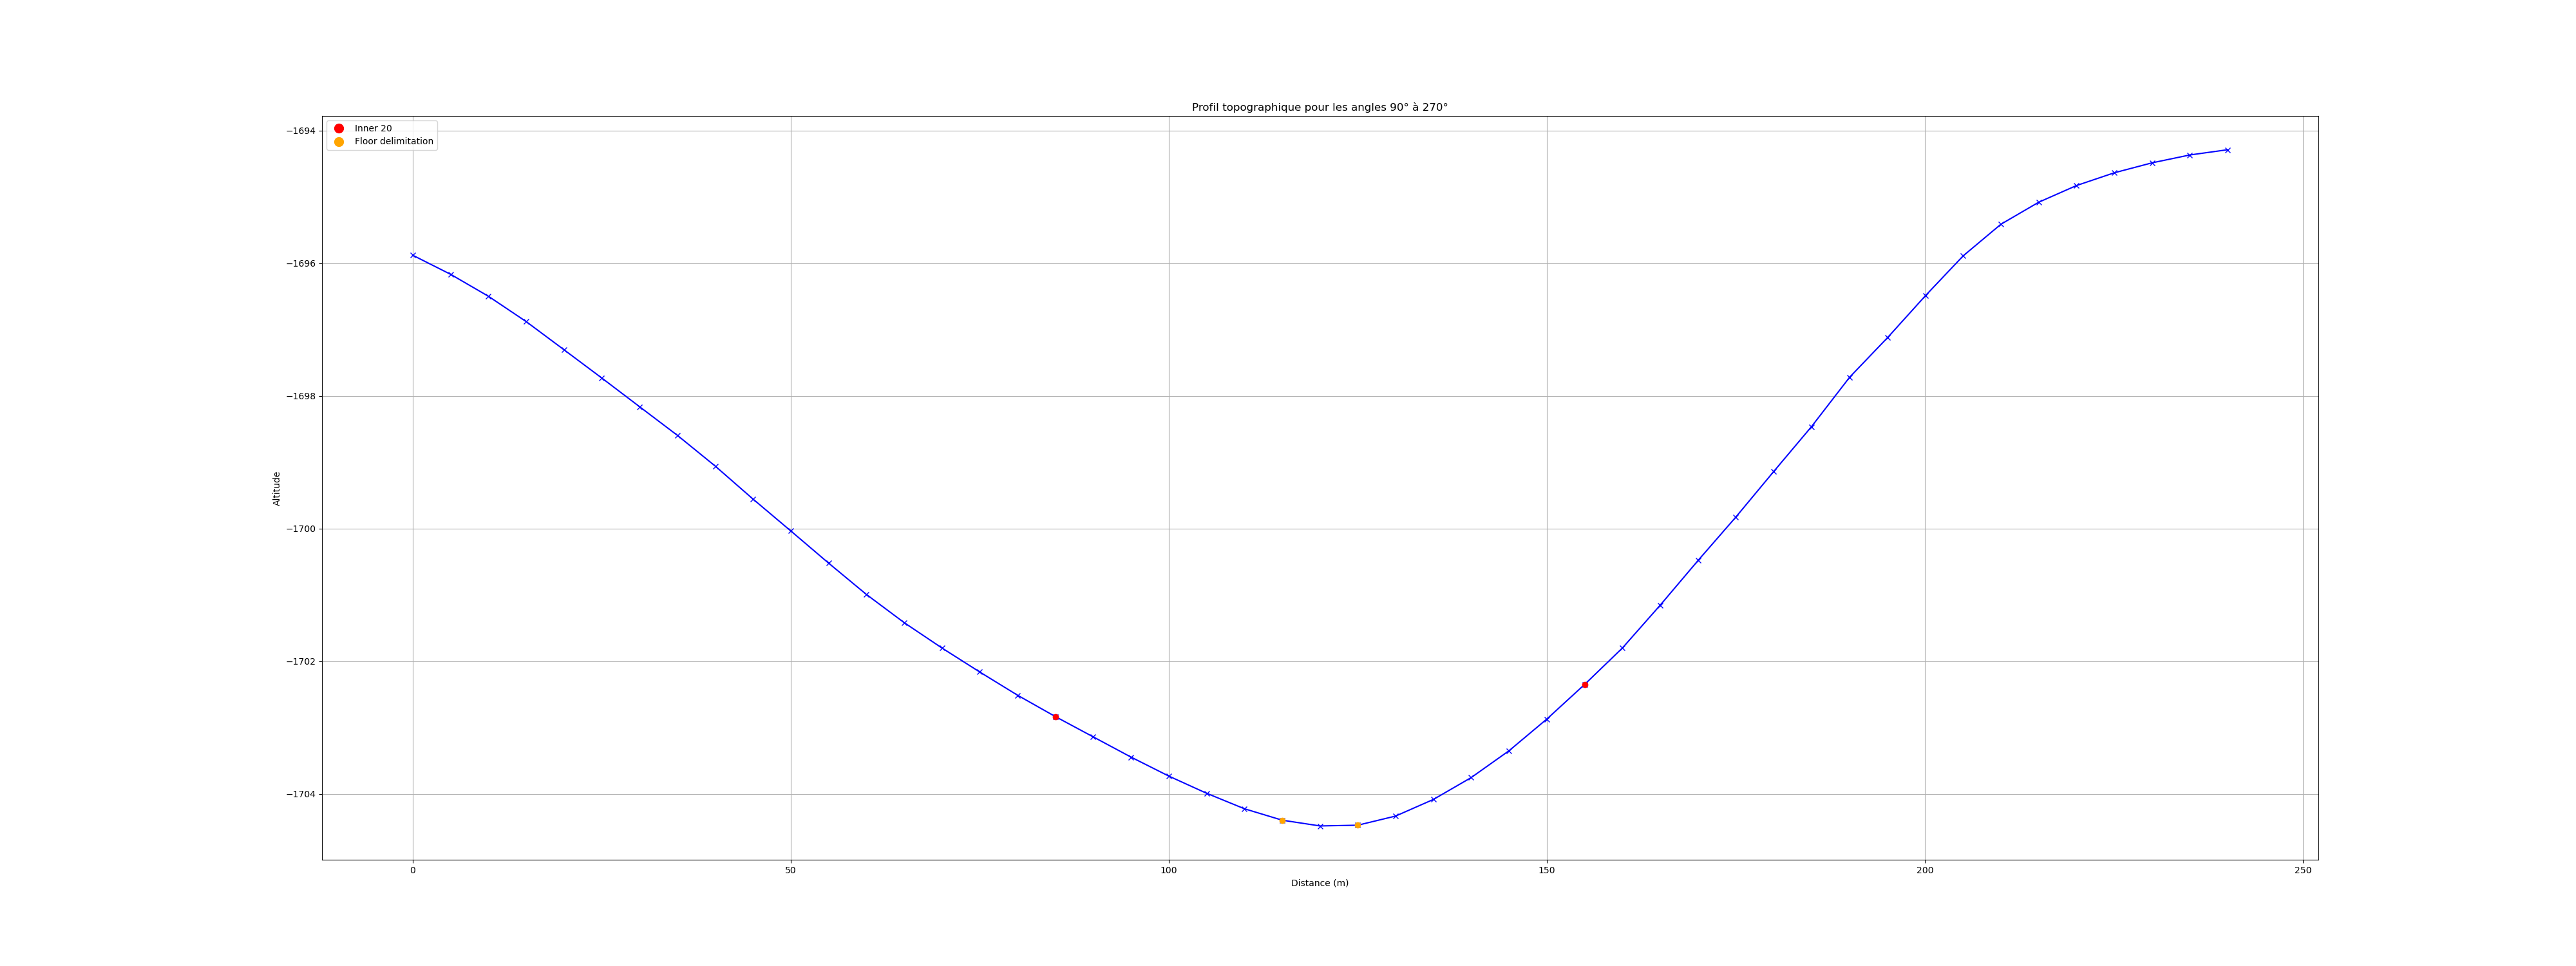 Profil topographique pour les angles 90° à 270°
Inner 20
Floor delimitation
−1694
−1696
−1698
−1700
−1702
−1704
Altitude
0
50
100
150
200
250
Distance (m)